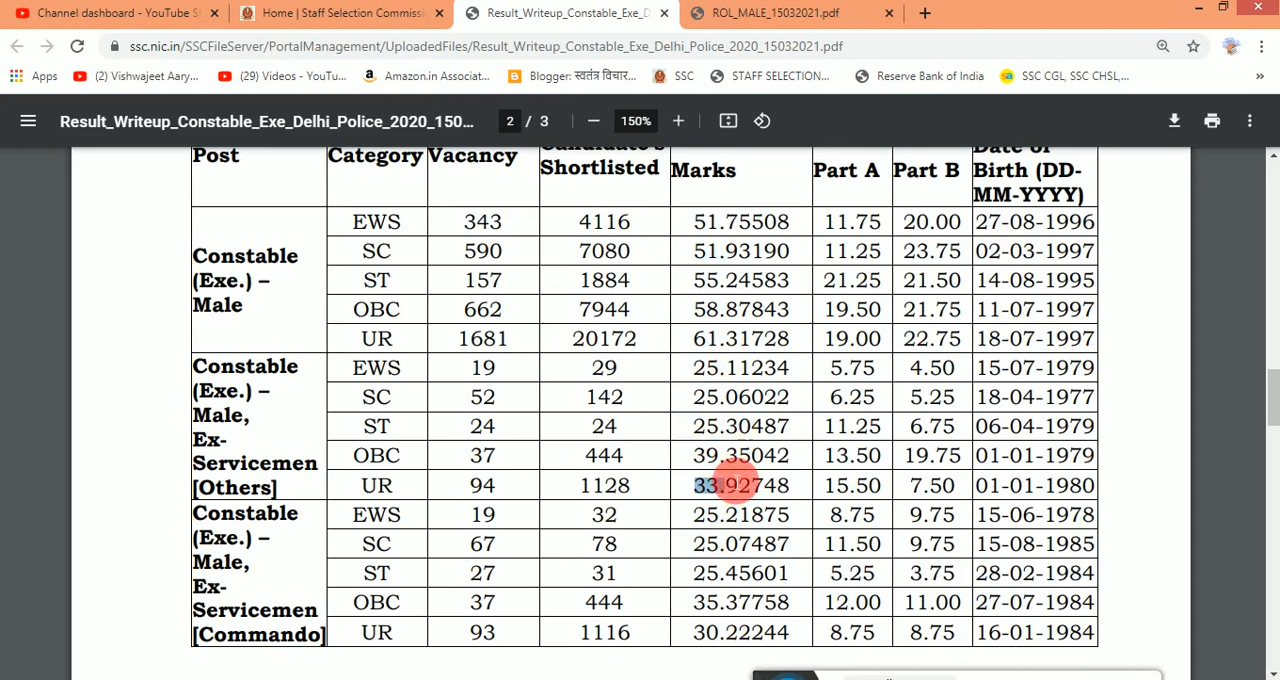 Channel dashboard - YouTube St
Home | Staff Selection Commissi
Result_Writeup_Constable_Exe_D
ROL_MALE_15032021.pdf
ssc.nic.in/SSCFileServer/PortalManagement/UploadedFiles/Result_Writeup_Constable_Exe_Delhi_Police_2020_15032021.pdf
Apps (2) Vishwajeet Aary... (29) Videos - YouTu... Amazon.in Associat... Blogger: स्वतंत्र विचार... SSC STAFF SELECTION... Reserve Bank of India SSC CGL, SSC CHSL,... »
Result_Writeup_Constable_Exe_Delhi_Police_2020_150... 2 / 3 — 150% +
Post Category Vacancy Candidate's Shortlisted Marks Part A Part B Date of Birth (DD-MM-YYYY)
Constable (Exe.) – Male
EWS 343 4116 51.75508 11.75 20.00 27-08-1996
SC 590 7080 51.93190 11.25 23.75 02-03-1997
ST 157 1884 55.24583 21.25 21.50 14-08-1995
OBC 662 7944 58.87843 19.50 21.75 11-07-1997
UR 1681 20172 61.31728 19.00 22.75 18-07-1997
Constable (Exe.) – Male, Ex-Servicemen [Others]
EWS 19 29 25.11234 5.75 4.50 15-07-1979
SC 52 142 25.06022 6.25 5.25 18-04-1977
ST 24 24 25.30487 11.25 6.75 06-04-1979
OBC 37 444 39.35042 13.50 19.75 01-01-1979
UR 94 1128 33.92748 15.50 7.50 01-01-1980
Constable (Exe.) – Male, Ex-Servicemen [Commando]
EWS 19 32 25.21875 8.75 9.75 15-06-1978
SC 67 78 25.07487 11.50 9.75 15-08-1985
ST 27 31 25.45601 5.25 3.75 28-02-1984
OBC 37 444 35.37758 12.00 11.00 27-07-1984
UR 93 1116 30.22244 8.75 8.75 16-01-1984